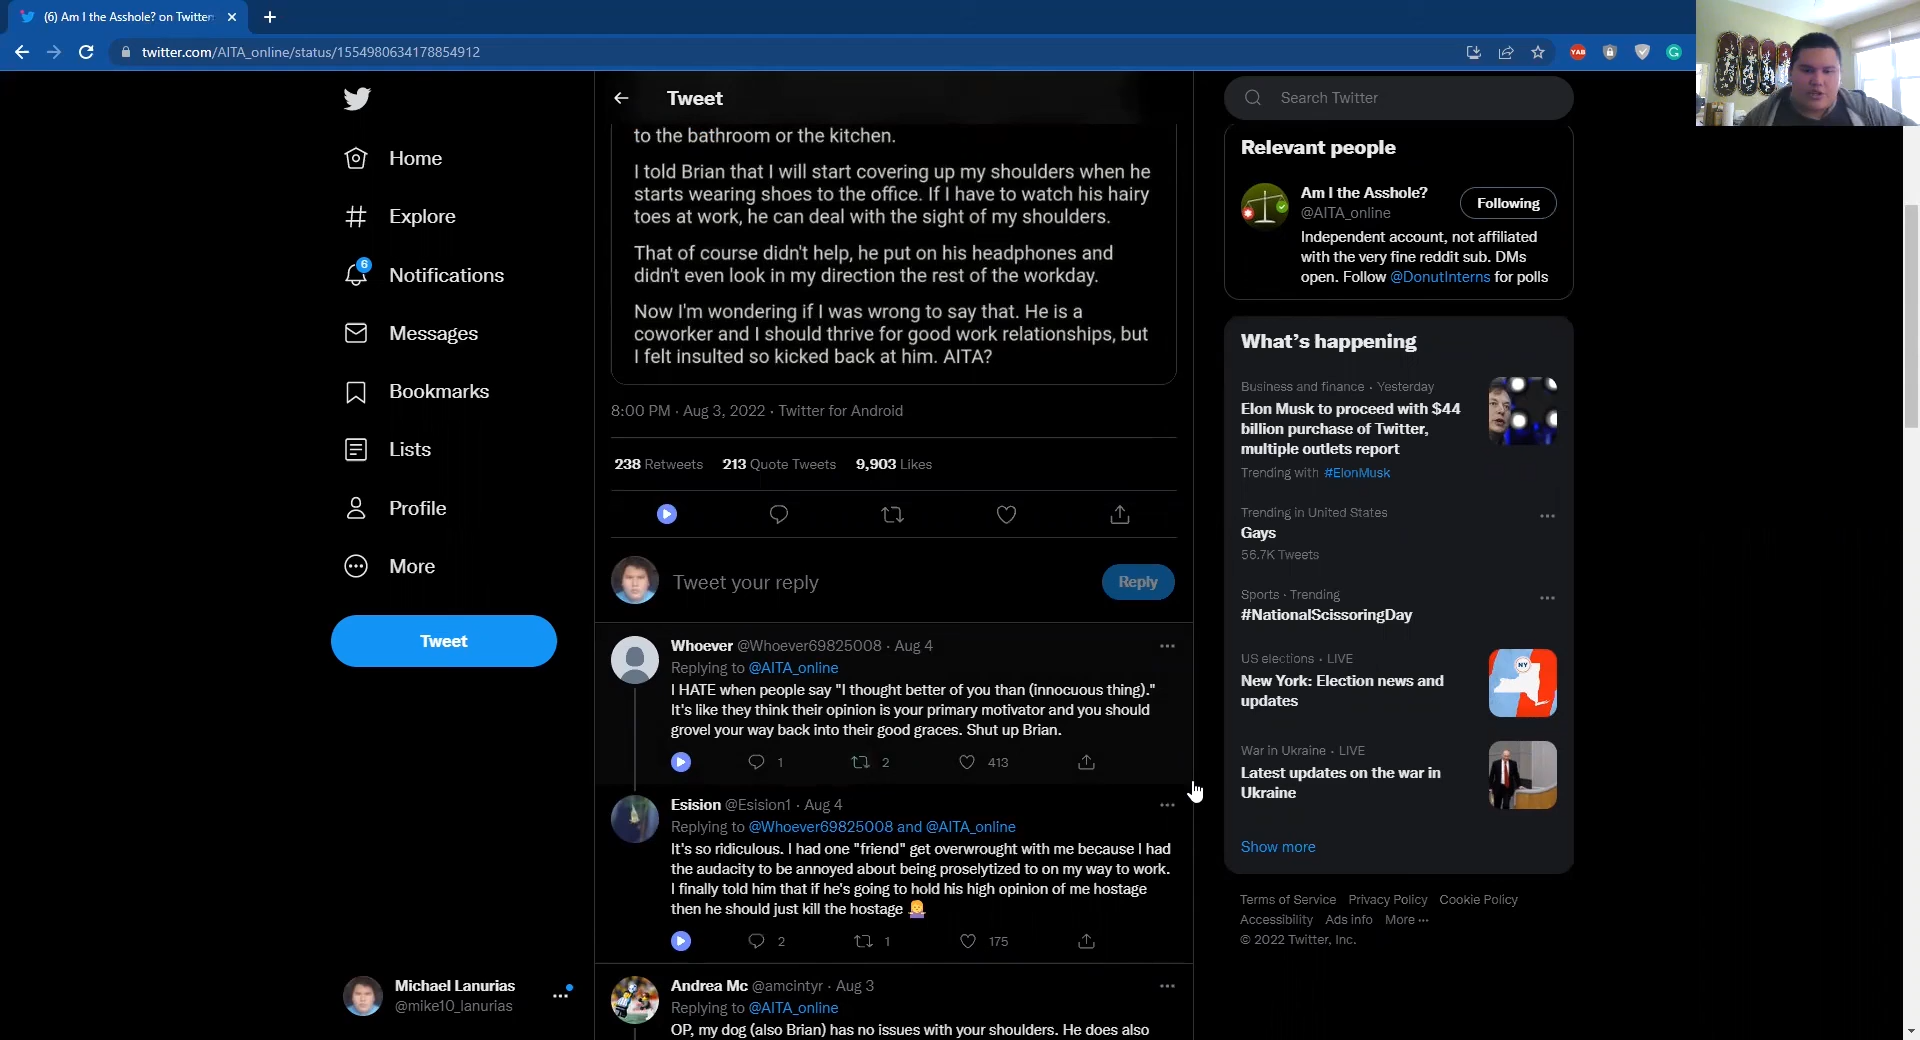 (6) Am I the Asshole? on Twitter
twitter.com/AITA_online/status/1554980634178854912
YAB
Home
Explore
6
Notifications
Messages
Bookmarks
Lists
Profile
More
Tweet
Michael Lanurias
@mike10_lanurias
Tweet
to the bathroom or the kitchen.
I told Brian that I will start covering up my shoulders when he
starts wearing shoes to the office. If I have to watch his hairy
toes at work, he can deal with the sight of my shoulders.
That of course didn't help, he put on his headphones and
didn't even look in my direction the rest of the workday.
Now I'm wondering if I was wrong to say that. He is a
coworker and I should thrive for good work relationships, but
I felt insulted so kicked back at him. AITA?
8:00 PM · Aug 3, 2022 · Twitter for Android
238 Retweets 213 Quote Tweets 9,903 Likes
Tweet your reply
Reply
Whoever @Whoever69825008 · Aug 4
Replying to @AITA_online
I HATE when people say "I thought better of you than (innocuous thing)."
It's like they think their opinion is your primary motivator and you should
grovel your way back into their good graces. Shut up Brian.
1 2 413
Esision @Esision1 · Aug 4
Replying to @Whoever69825008 and @AITA_online
It's so ridiculous. I had one "friend" get overwrought with me because I had
the audacity to be annoyed about being proselytized to on my way to work.
I finally told him that if he's going to hold his high opinion of me hostage
then he should just kill the hostage 🤷‍♀️
2 1 175
Andrea Mc @amcintyr · Aug 3
Replying to @AITA_online
OP, my dog (also Brian) has no issues with your shoulders. He does also
Search Twitter
Relevant people
Am I the Asshole?
@AITA_online
Following
Independent account, not affiliated
with the very fine reddit sub. DMs
open. Follow @DonutInterns for polls
What's happening
Business and finance · Yesterday
Elon Musk to proceed with $44
billion purchase of Twitter,
multiple outlets report
Trending with #ElonMusk
Trending in United States
Gays
56.7K Tweets
Sports · Trending
#NationalScissoringDay
US elections · LIVE
New York: Election news and
updates
NY
War in Ukraine · LIVE
Latest updates on the war in
Ukraine
Show more
Terms of Service Privacy Policy Cookie Policy
Accessibility Ads info More ···
© 2022 Twitter, Inc.